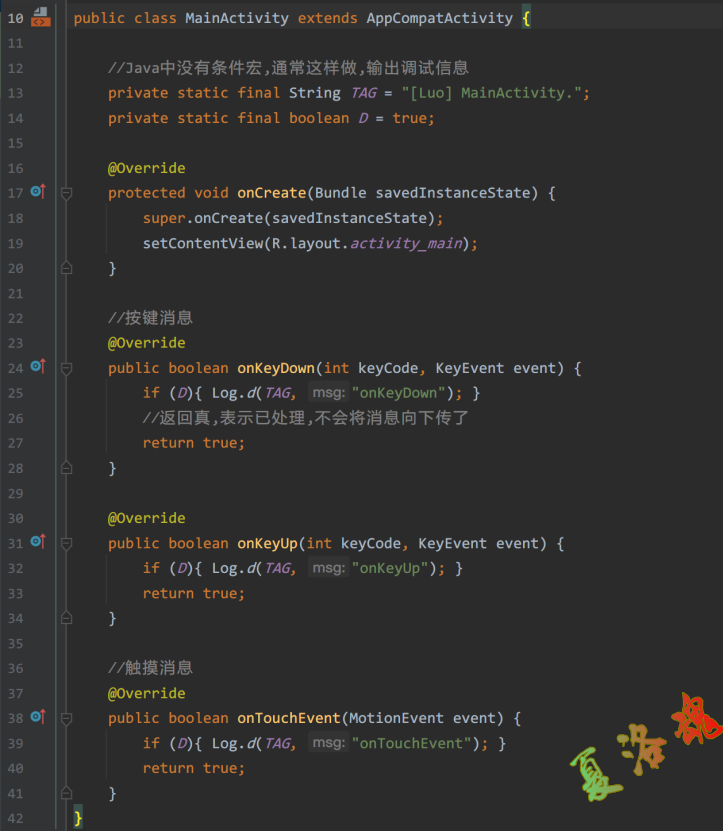 10 public class MainActivity extends AppCompatActivity {
11
12 //Java中没有条件宏,通常这样做,输出调试信息
13 private static final String TAG = "[Luo] MainActivity.";
14 private static final boolean D = true;
15
16 @Override
17 protected void onCreate(Bundle savedInstanceState) {
18 super.onCreate(savedInstanceState);
19 setContentView(R.layout.activity_main);
20 }
21
22 //按键消息
23 @Override
24 public boolean onKeyDown(int keyCode, KeyEvent event) {
25 if (D){ Log.d(TAG, msg: "onKeyDown"); }
26 //返回真,表示已处理,不会将消息向下传了
27 return true;
28 }
29
30 @Override
31 public boolean onKeyUp(int keyCode, KeyEvent event) {
32 if (D){ Log.d(TAG, msg: "onKeyUp"); }
33 return true;
34 }
35
36 //触摸消息
37 @Override
38 public boolean onTouchEvent(MotionEvent event) {
39 if (D){ Log.d(TAG, msg: "onTouchEvent"); }
40 return true;
41 }
42 }
夏洛